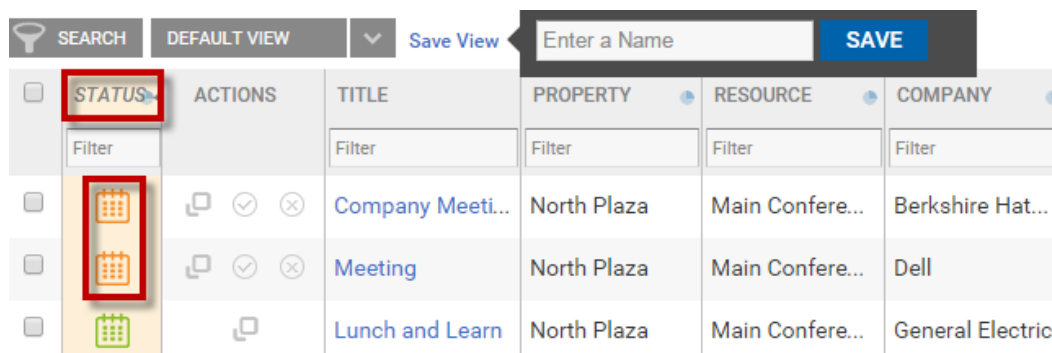 SEARCH DEFAULT VIEW Save View Enter a Name SAVE
STATUS ACTIONS TITLE PROPERTY RESOURCE COMPANY
Filter Filter Filter Filter Filter
Company Meeti... North Plaza Main Confere... Berkshire Hat...
Meeting North Plaza Main Confere... Dell
Lunch and Learn North Plaza Main Confere... General Electric